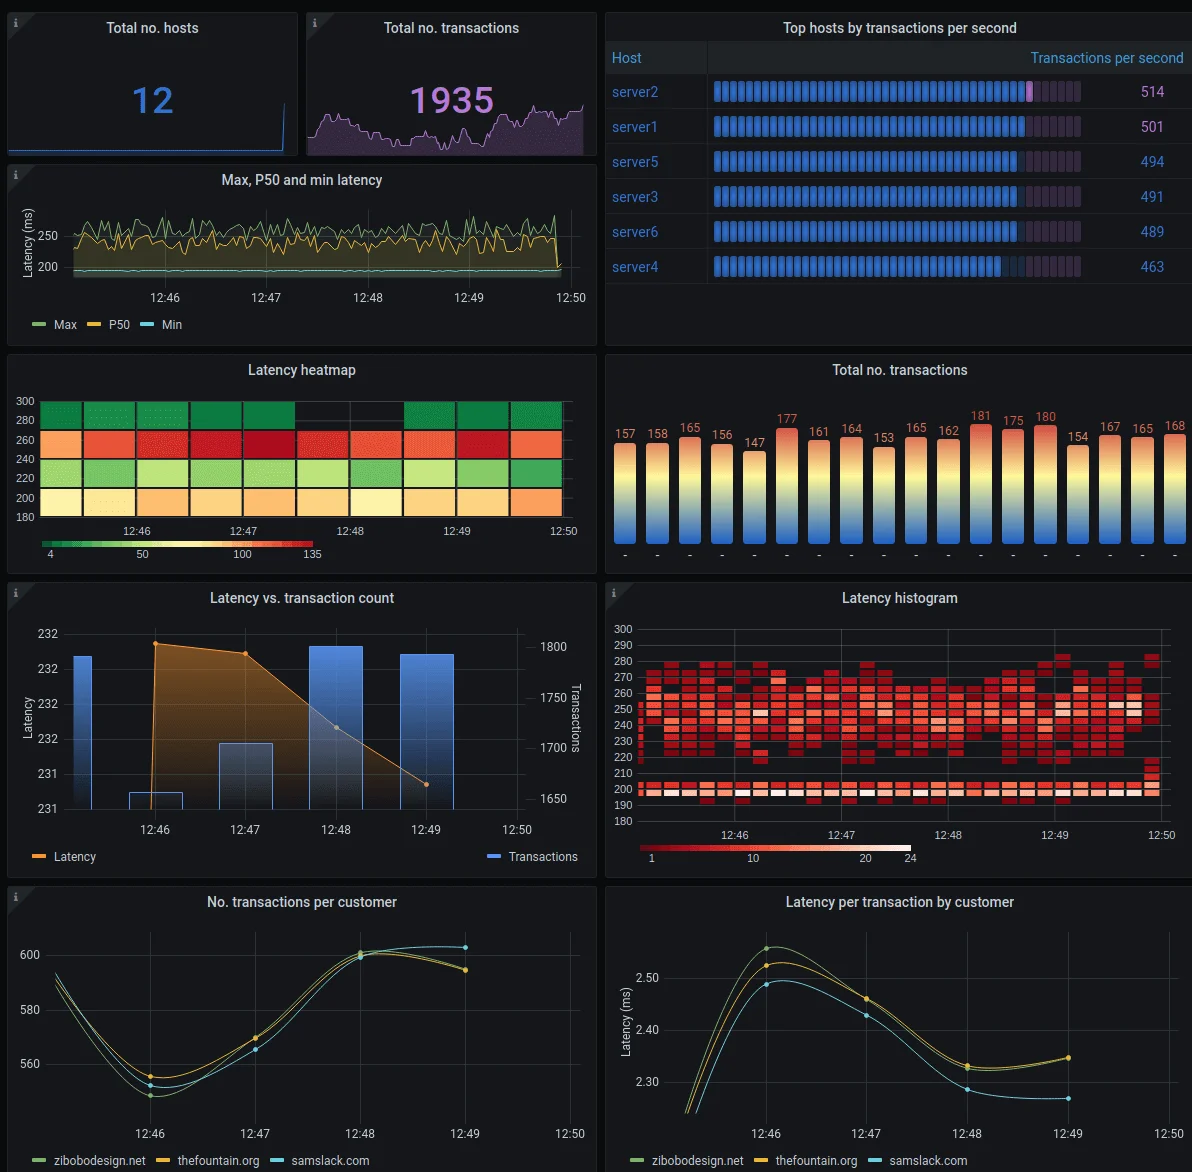 Total no. hosts
12
Total no. transactions
1935
Top hosts by transactions per second
Host Transactions per second
server2 514
server1 501
server5 494
server3 491
server6 489
server4 463
Max, P50 and min latency
Latency (ms)
250
200
12:46 12:47 12:48 12:49 12:50
Max P50 Min
Latency heatmap
300
280
260
240
220
200
180
12:46 12:47 12:48 12:49 12:50
4 50 100 135
Total no. transactions
157 158 165 156 147 177 161 164 153 165 162 181 175 180 154 167 165 168
- - - - - - - - - - - - - - - - - -
Latency vs. transaction count
Latency
232
232
232
232
231
231
1800
1750
1700
1650
Transactions
12:46 12:47 12:48 12:49 12:50
Latency Transactions
Latency histogram
300
290
280
270
260
250
240
230
220
210
200
190
180
12:46 12:47 12:48 12:49 12:50
1 10 20 24
No. transactions per customer
600
580
560
12:46 12:47 12:48 12:49 12:50
zibobodesign.net thefountain.org samslack.com
Latency per transaction by customer
Latency (ms)
2.50
2.40
2.30
12:46 12:47 12:48 12:49 12:50
zibobodesign.net thefountain.org samslack.com